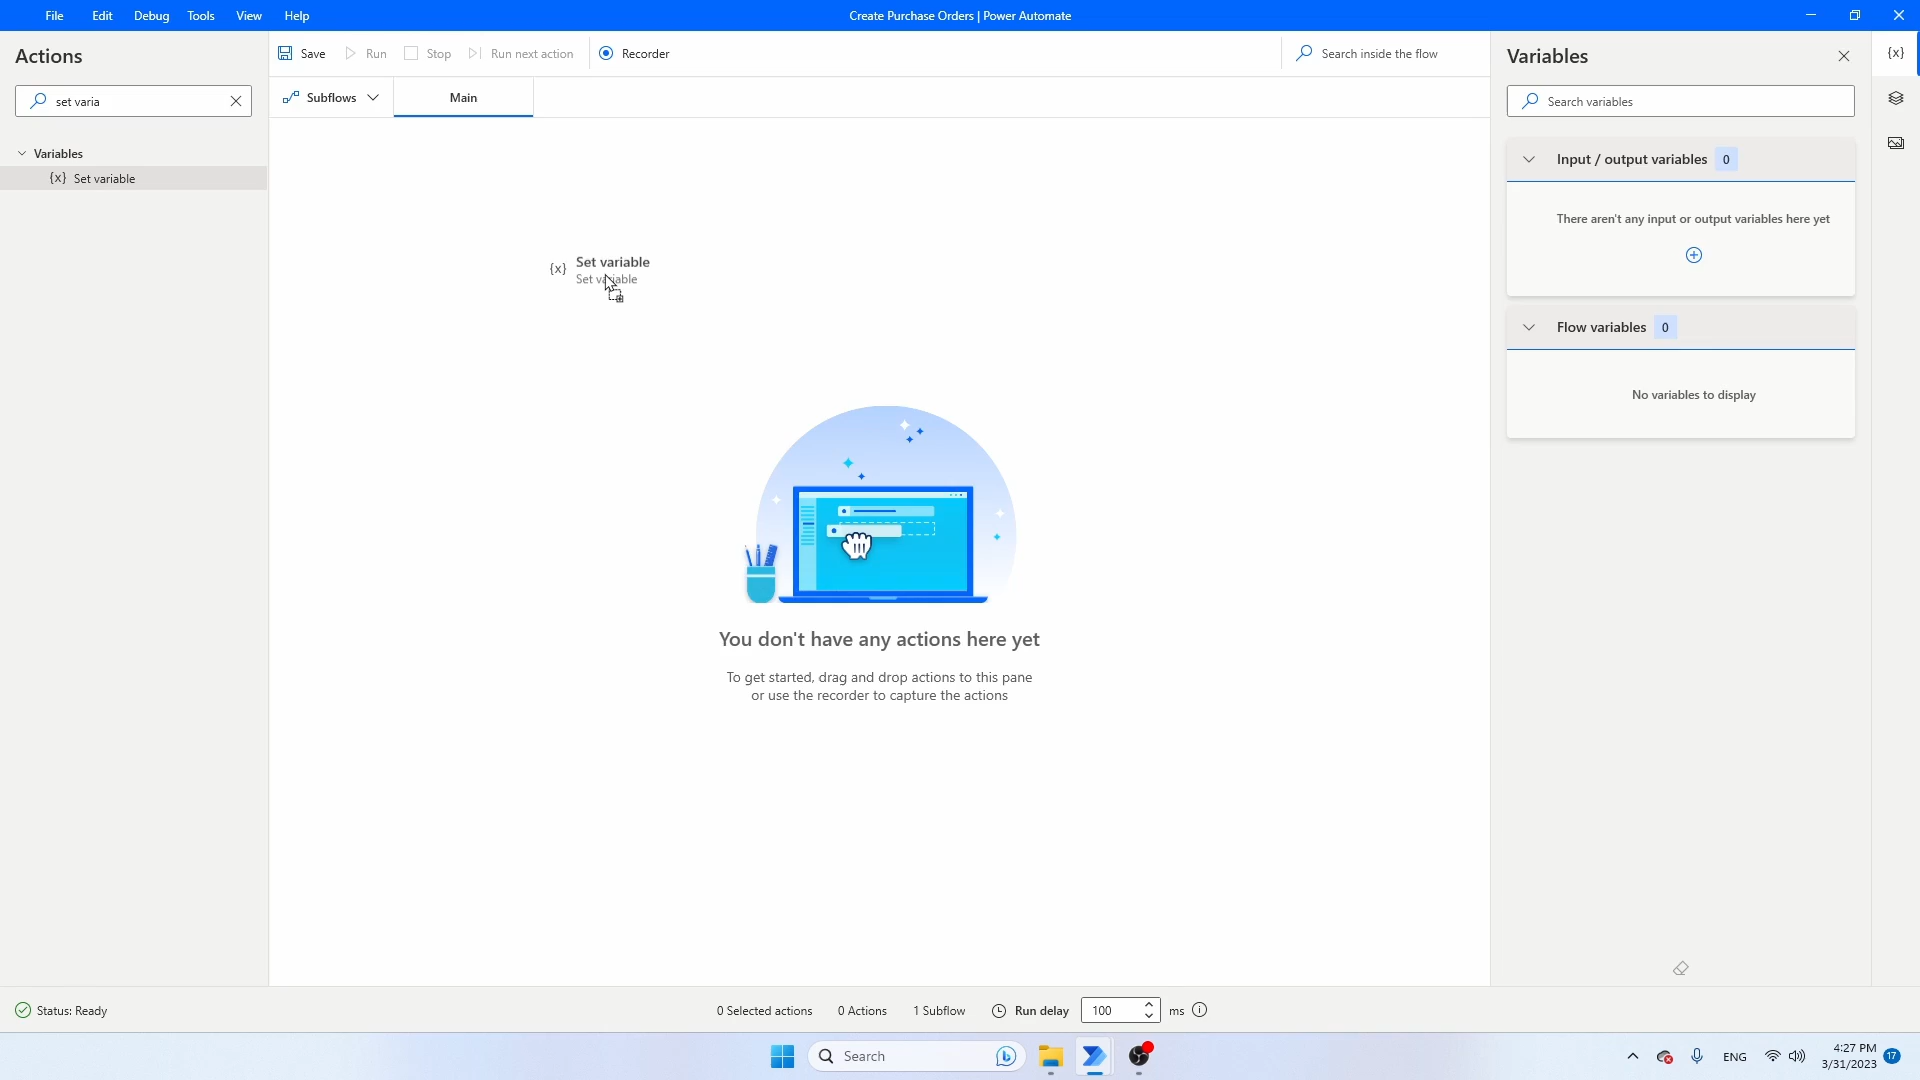 File Edit Debug Tools View Help
Create Purchase Orders | Power Automate
Actions
set varia
Variables
{x} Set variable
Save Run Stop Run next action Recorder
Search inside the flow
Subflows Main
{x} Set variable
Set variable
You don't have any actions here yet
To get started, drag and drop actions to this pane
or use the recorder to capture the actions
Variables
{x}
Search variables
Input / output variables 0
There aren't any input or output variables here yet
Flow variables 0
No variables to display
Status: Ready
0 Selected actions 0 Actions 1 Subflow Run delay 100 ms
Search
ENG
4:27 PM
3/31/2023
17